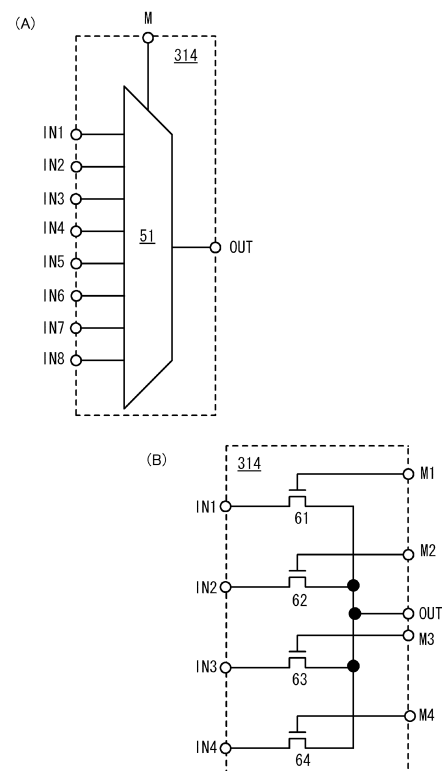 (A)
M
314
IN1
IN2
IN3
IN4
IN5
IN6
IN7
IN8
51
OUT
(B)
314
M1
IN1
61
M2
IN2
62
OUT
M3
IN3
63
M4
IN4
64